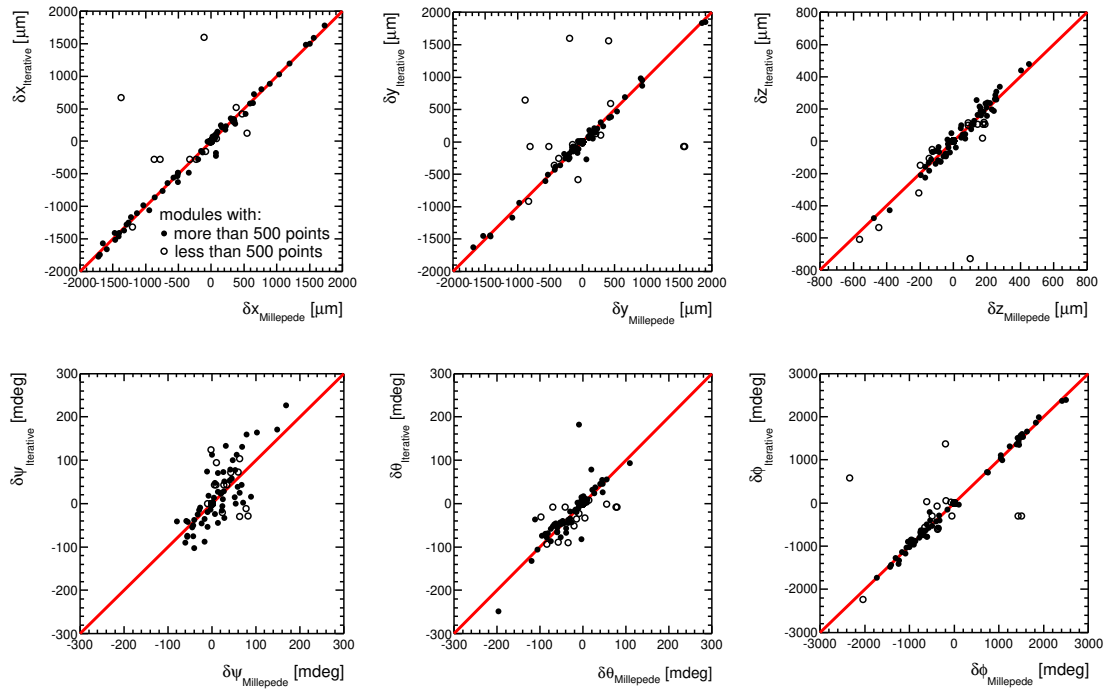 δx_Iterative [μm]
2000
1500
1000
500
0
-500
-1000
-1500
-2000
modules with:
more than 500 points
less than 500 points
-2000 -1500 -1000 -500 0 500 1000 1500 2000
δx_Millepede [μm]
δy_Iterative [μm]
2000
1500
1000
500
0
-500
-1000
-1500
-2000
-2000 -1500 -1000 -500 0 500 1000 1500 2000
δy_Millepede [μm]
δz_Iterative [μm]
800
600
400
200
0
-200
-400
-600
-800
-800 -600 -400 -200 0 200 400 600 800
δz_Millepede [μm]
δψ_Iterative [mdeg]
300
200
100
0
-100
-200
-300
-300 -200 -100 0 100 200 300
δψ_Millepede [mdeg]
δθ_Iterative [mdeg]
300
200
100
0
-100
-200
-300
-300 -200 -100 0 100 200 300
δθ_Millepede [mdeg]
δϕ_Iterative [mdeg]
3000
2000
1000
0
-1000
-2000
-3000
-3000 -2000 -1000 0 1000 2000 3000
δϕ_Millepede [mdeg]